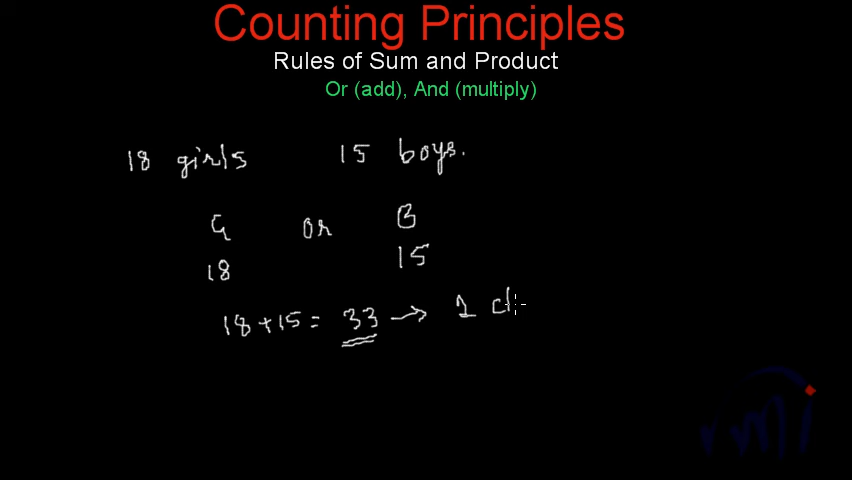 Counting Principles
Rules of Sum and Product
Or (add), And (multiply)
18 girls 15 boys.
G or B
18 15
18 + 15 = 33 → 1
rmi